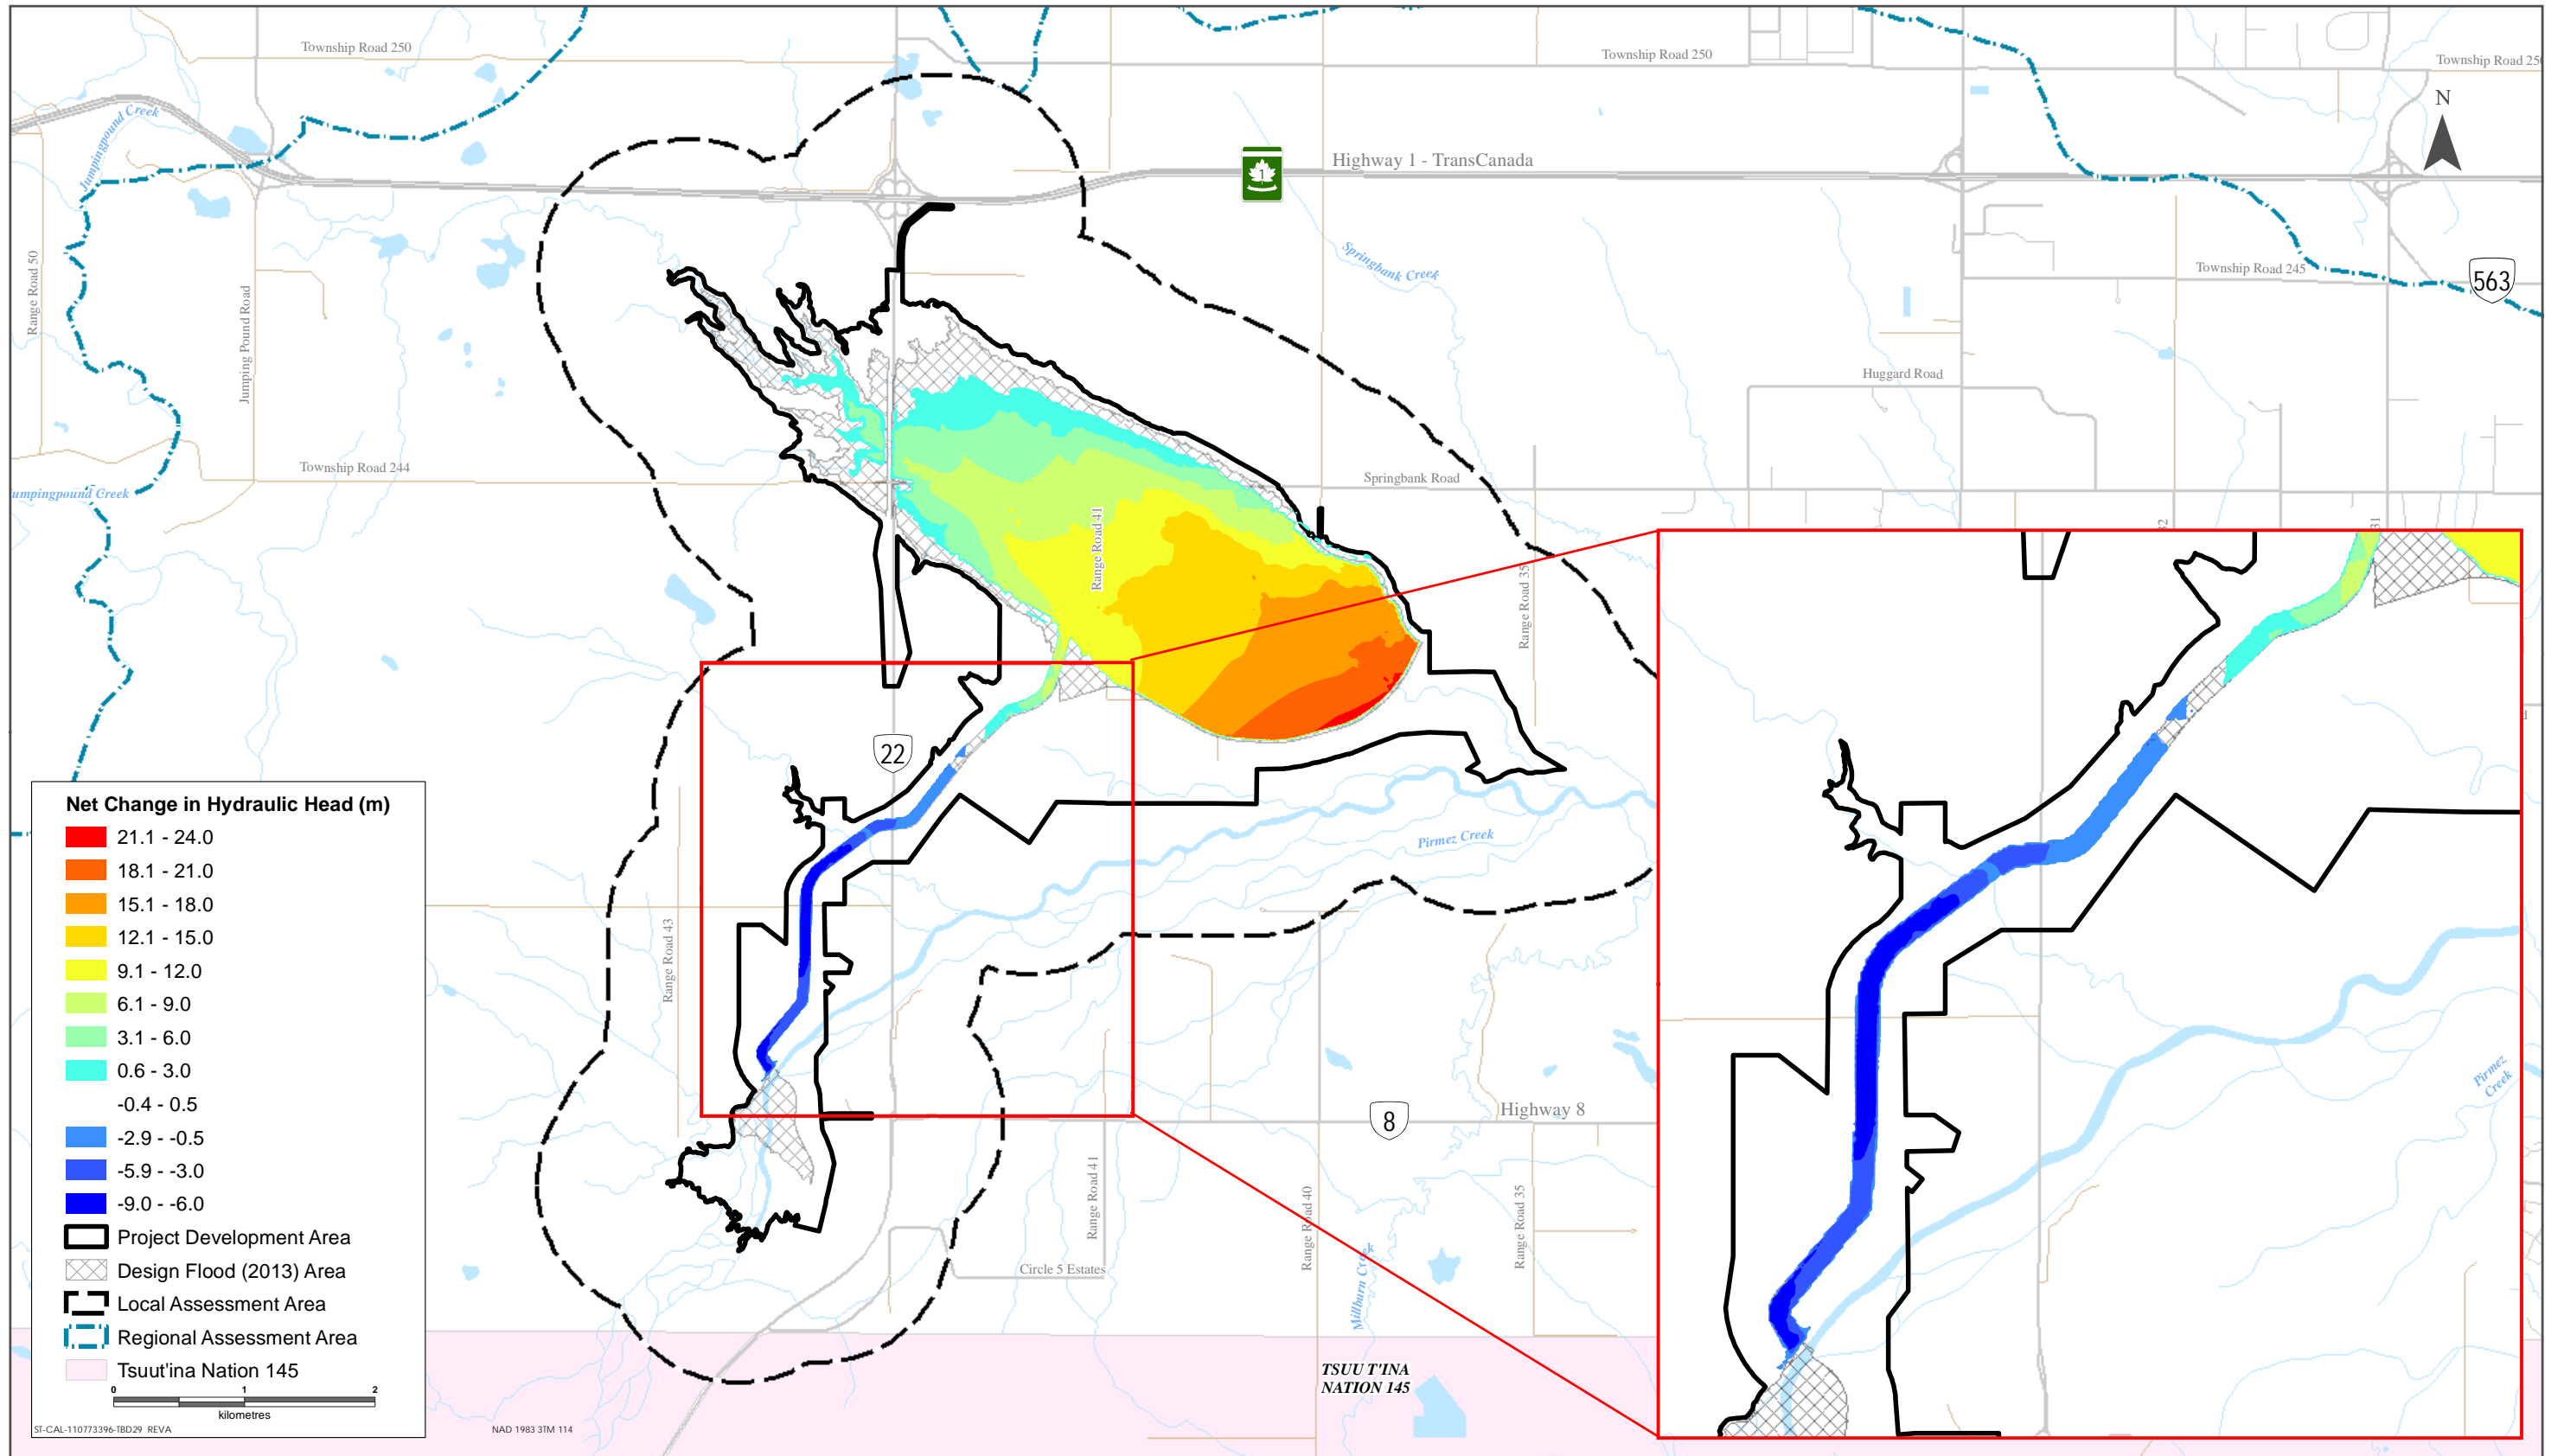 Township Road 250
Township Road 250
Township Road 25
N
Jumpingpound Creek
1
Highway 1 - TransCanada
Range Road 50
Jumping Pound Road
Springbank Creek
Township Road 245
563
Huggard Road
Township Road 244
umpingpound Creek
Springbank Road
Range Road 41
32
31
Range Road 35
22
Pirmez Creek
Range Road 43
8
Highway 8
Range Road 41
Range Road 40
Range Road 35
Circle 5 Estates
Millburn Creek
TSUU T'INA
NATION 145
Pirmez
Creek
d
Net Change in Hydraulic Head (m)
21.1 - 24.0
18.1 - 21.0
15.1 - 18.0
12.1 - 15.0
9.1 - 12.0
6.1 - 9.0
3.1 - 6.0
0.6 - 3.0
-0.4 - 0.5
-2.9 - -0.5
-5.9 - -3.0
-9.0 - -6.0
Project Development Area
Design Flood (2013) Area
Local Assessment Area
Regional Assessment Area
Tsuut'ina Nation 145
0 1 2
kilometres
ST-CAL-110773396-TBD29 REVA
NAD 1983 3TM 114